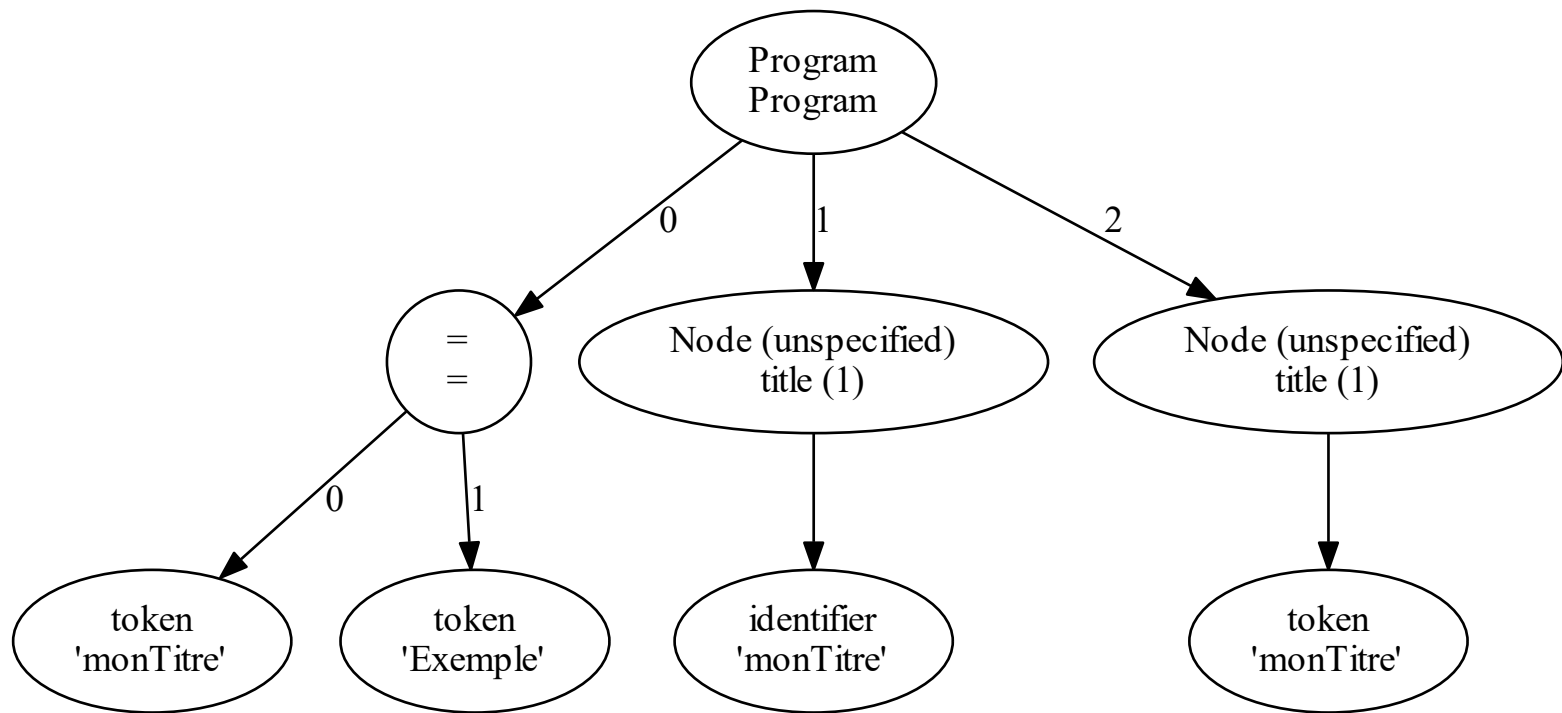 Program
Program
0
1
2
=
=
Node (unspecified)
title (1)
Node (unspecified)
title (1)
0
1
token
'monTitre'
token
'Exemple'
identifier
'monTitre'
token
'monTitre'